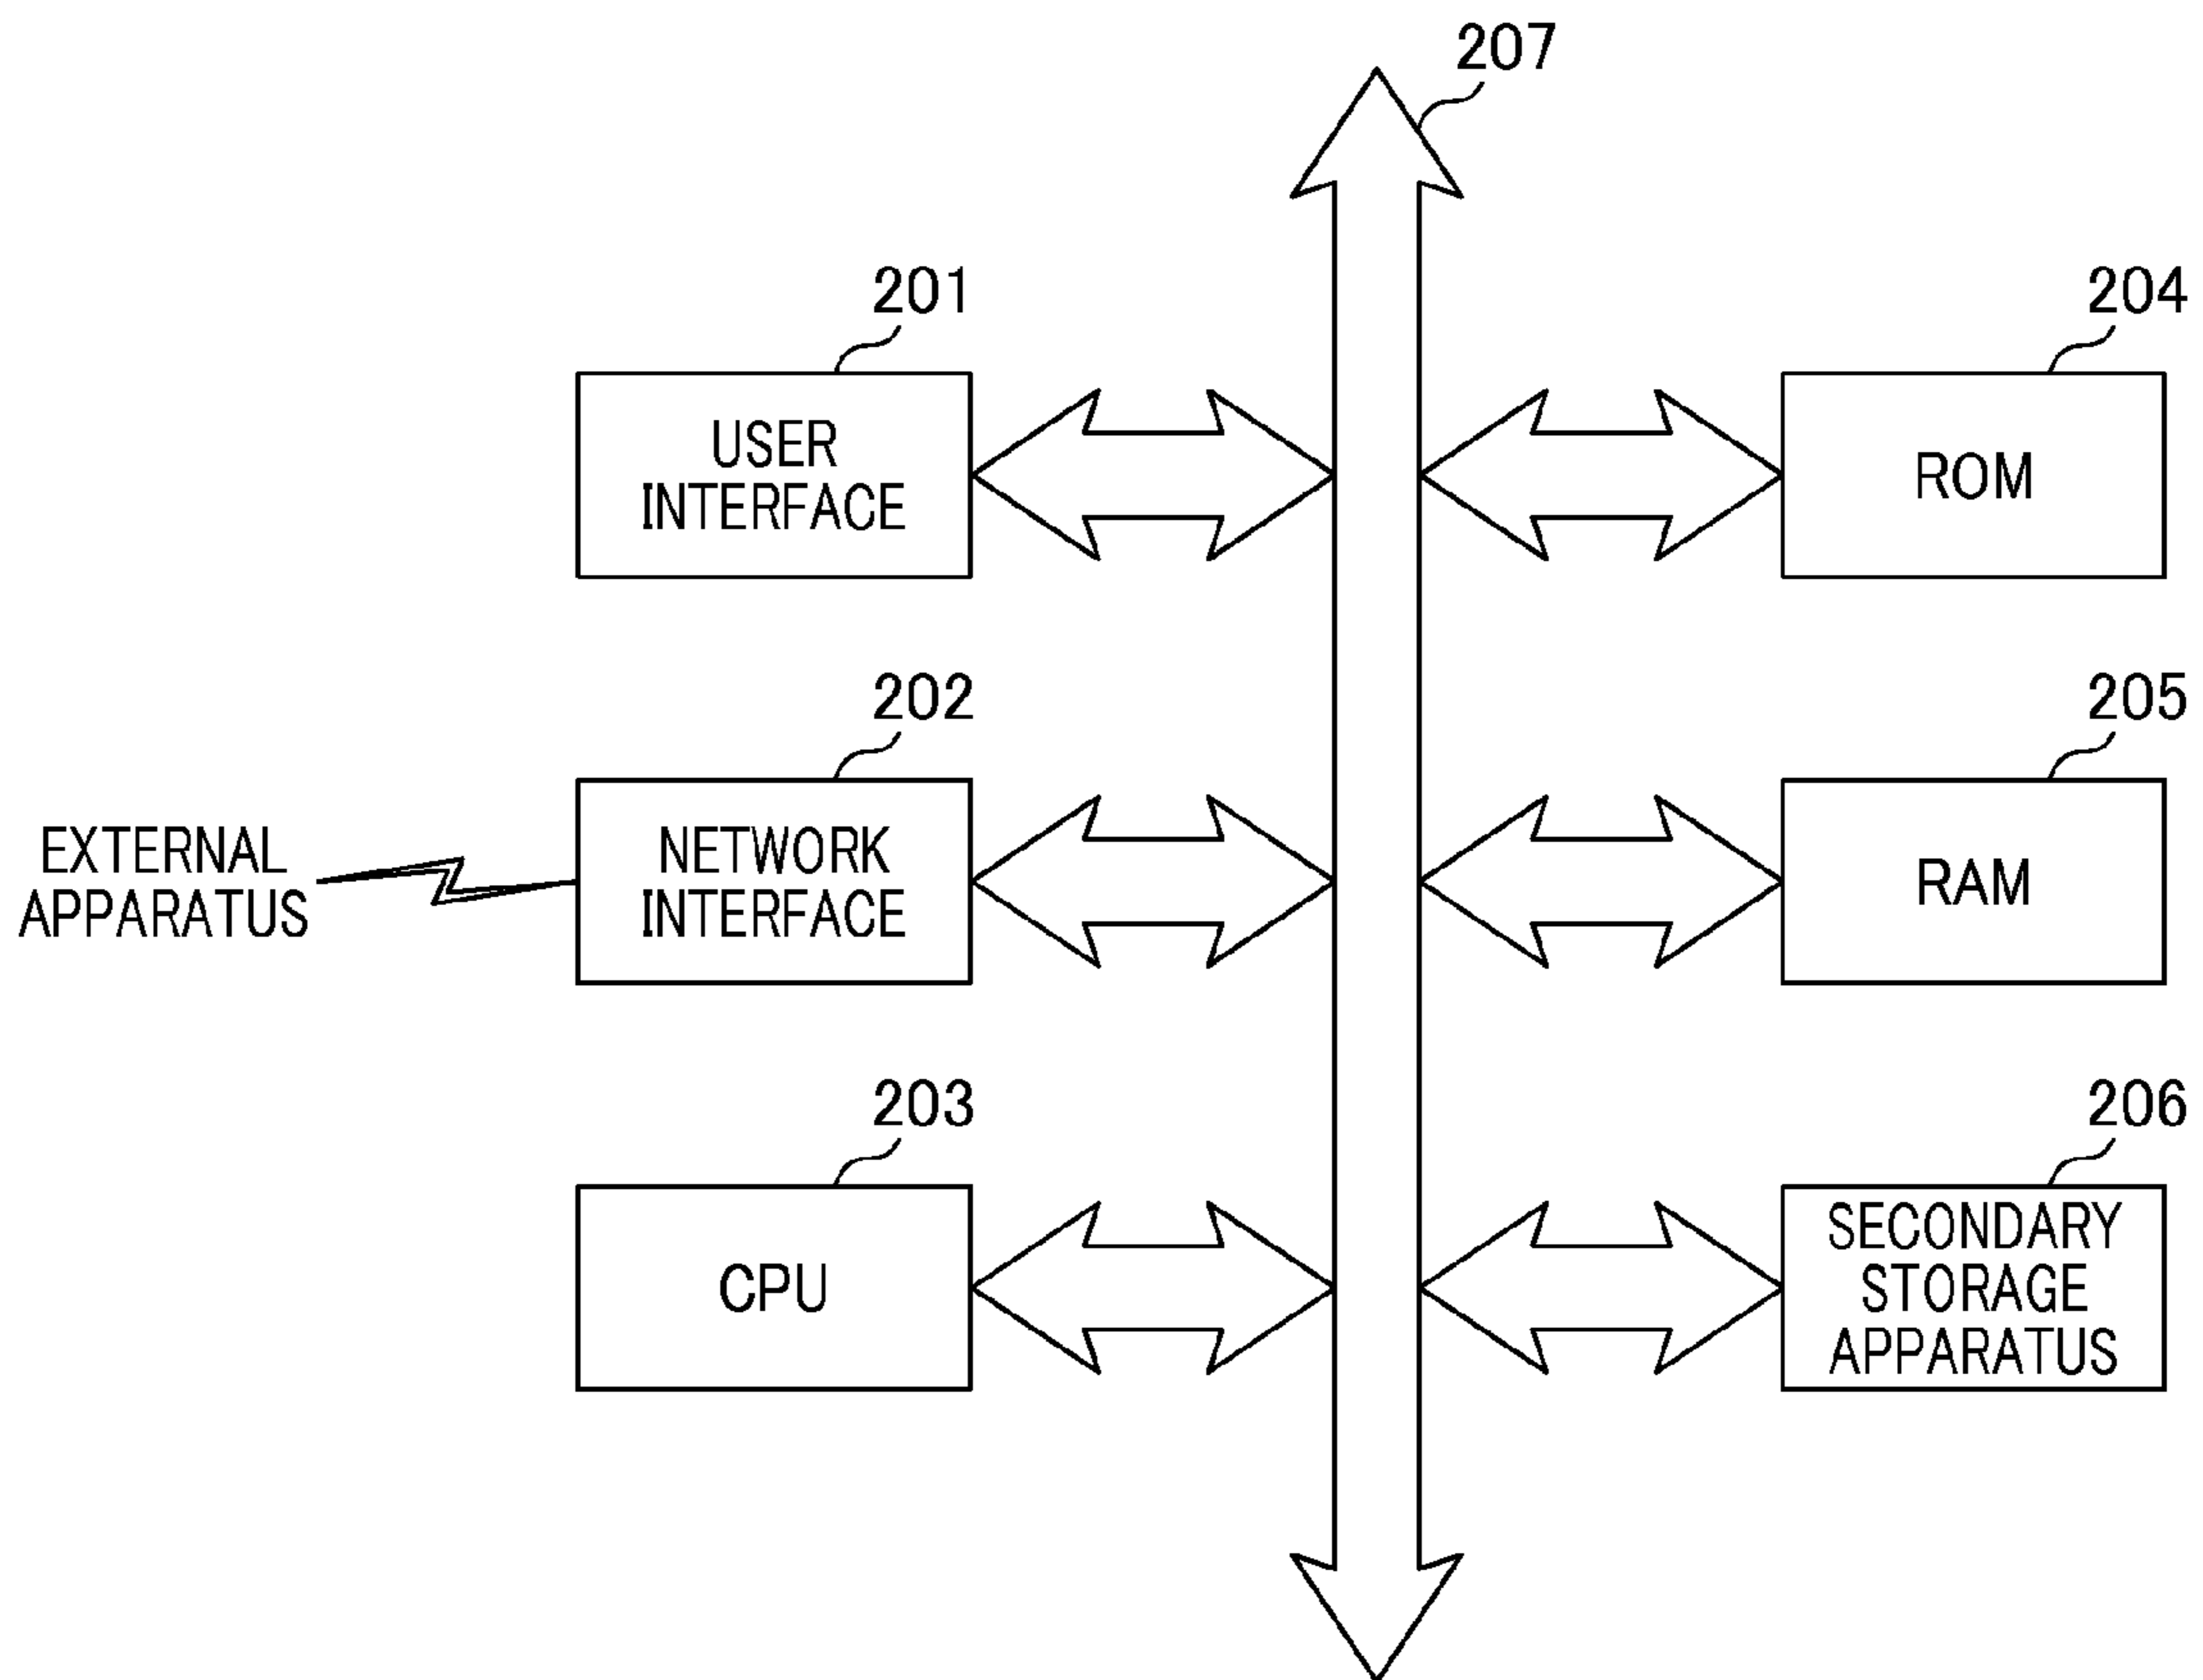 207
201
USER
INTERFACE
204
ROM
202
NETWORK
INTERFACE
EXTERNAL
APPARATUS
205
RAM
203
CPU
206
SECONDARY
STORAGE
APPARATUS